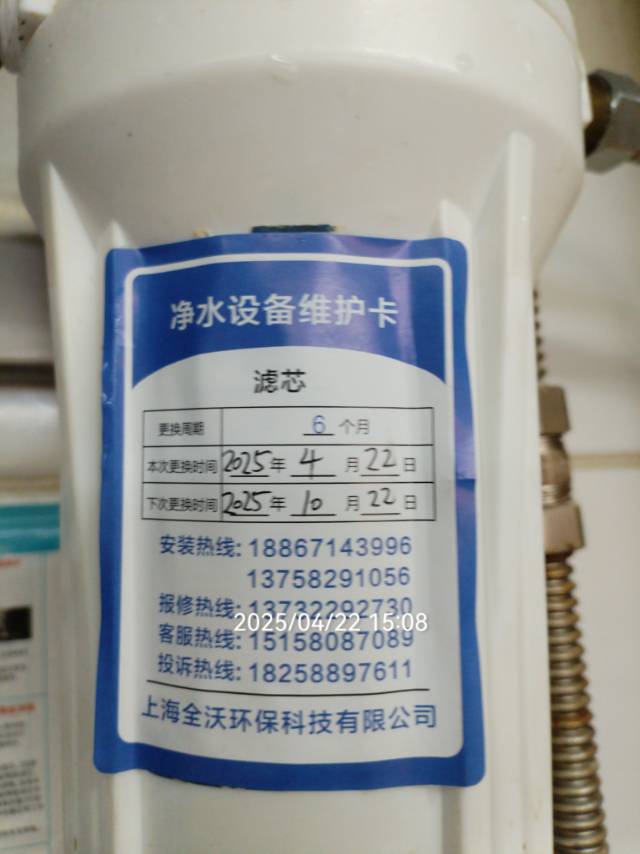 净水设备维护卡
滤芯
更换周期 6 个月
本次更换时间 2025年 4 月 22 日
下次更换时间 2025年 10 月 22 日
安装热线: 18867143996
13758291056
报修热线: 13732292730
2025/04/22 15:08
客服热线: 15158087089
投诉热线: 18258897611
上海全沃环保科技有限公司